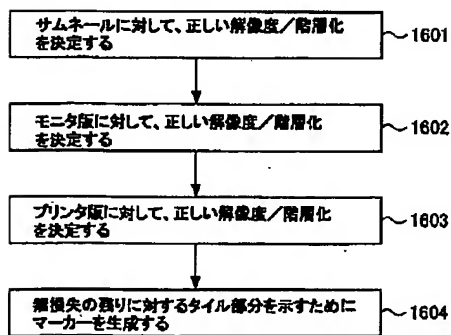 サムネールに対して、正しい解像度／階層化
を決定する
1601
モニタ版に対して、正しい解像度／階層化
を決定する
1602
プリンタ版に対して、正しい解像度／階層化
を決定する
1603
無損失の残りに対するタイル部分を示すために
マーカーを生成する
1604